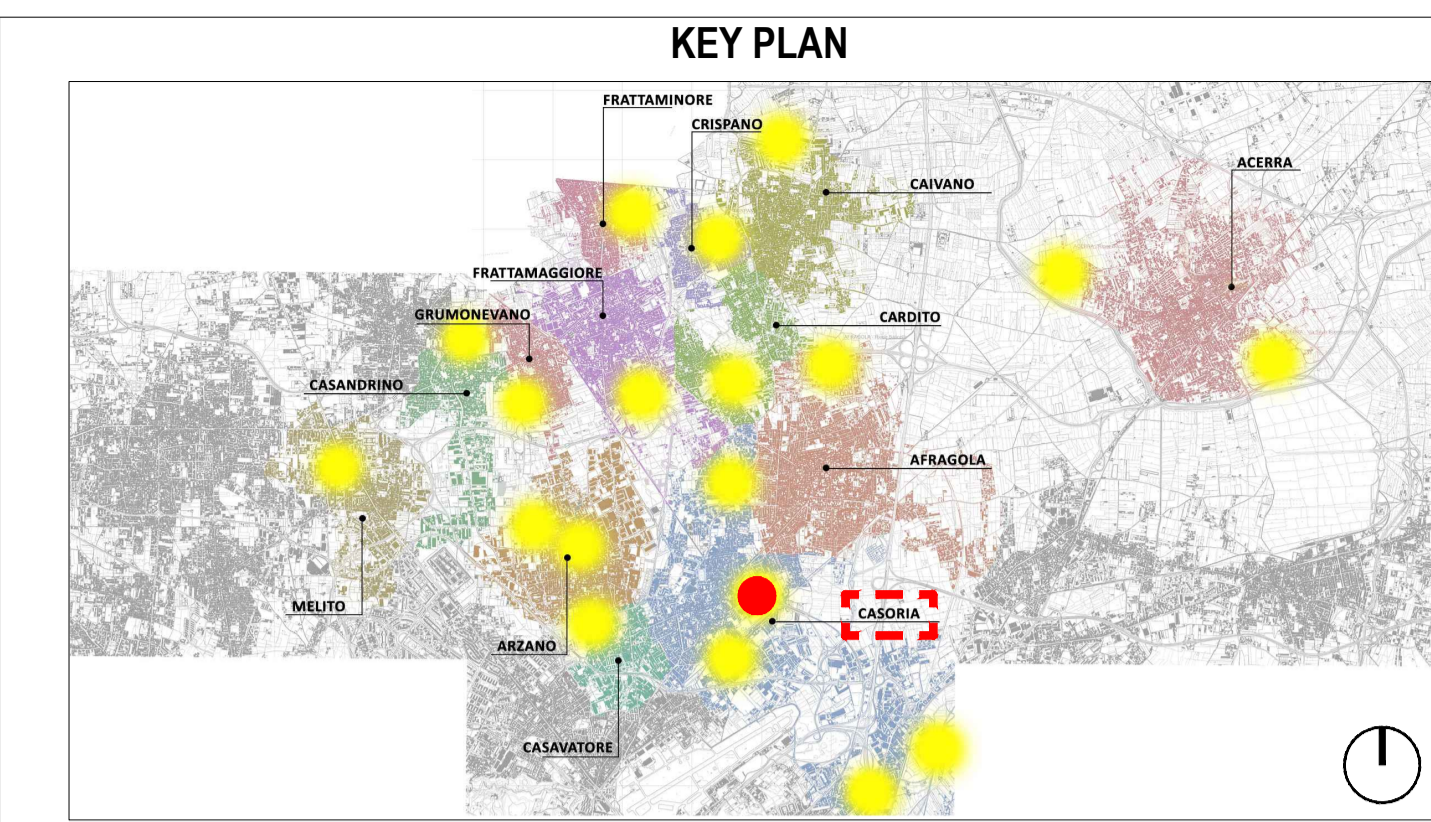 KEY PLAN
FRATTAMINORE
CRISPANO
ACERRA
CAIVANO
FRATTAMAGGIORE
GRUMONEVANO
CARDITO
CASANDRINO
AFRAGOLA
MELITO
CASORIA
ARZANO
CASAVATORE